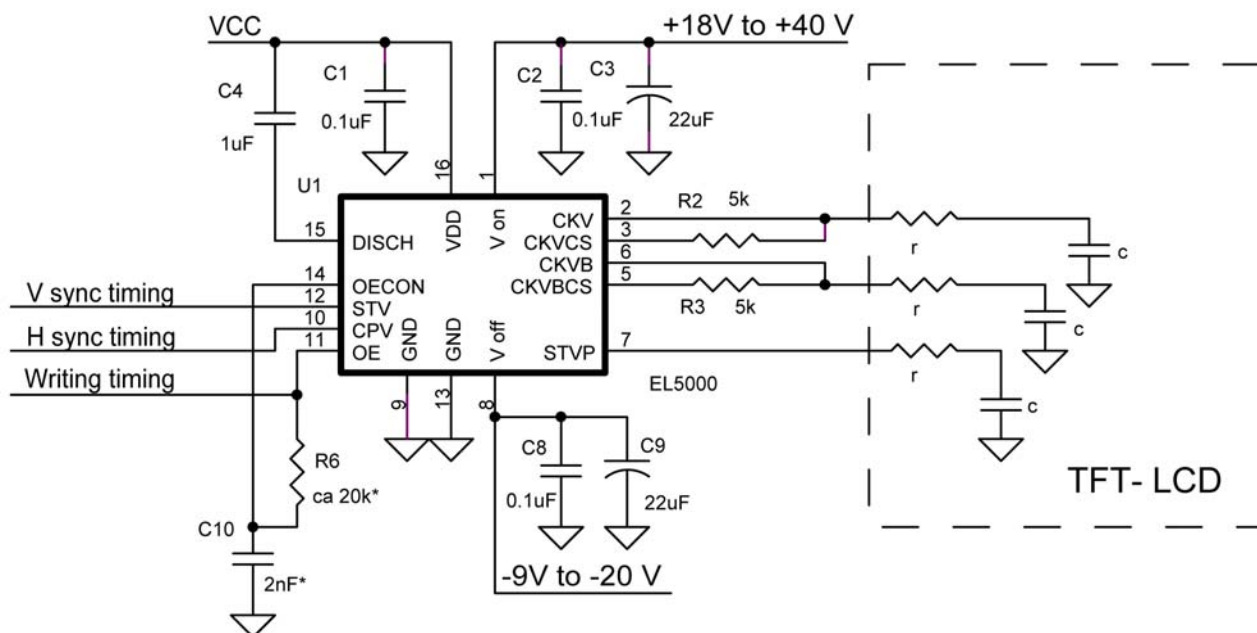 VCC
+18V to +40 V
C4
1uF
C1
0.1uF
C2
0.1uF
C3
22uF
U1
16
1
VDD
V on
15
DISCH
14
OECON
12
STV
10
CPV
11
OE
V sync timing
H sync timing
Writing timing
CKV
2
CKVCS
3
CKVB
6
CKVBCS
5
STVP
7
R2 5k
R3 5k
GND
GND
V off
9
13
8
EL5000
r
c
r
c
r
c
TFT- LCD
R6
ca 20k*
C10
2nF*
C8
0.1uF
C9
22uF
-9V to -20 V